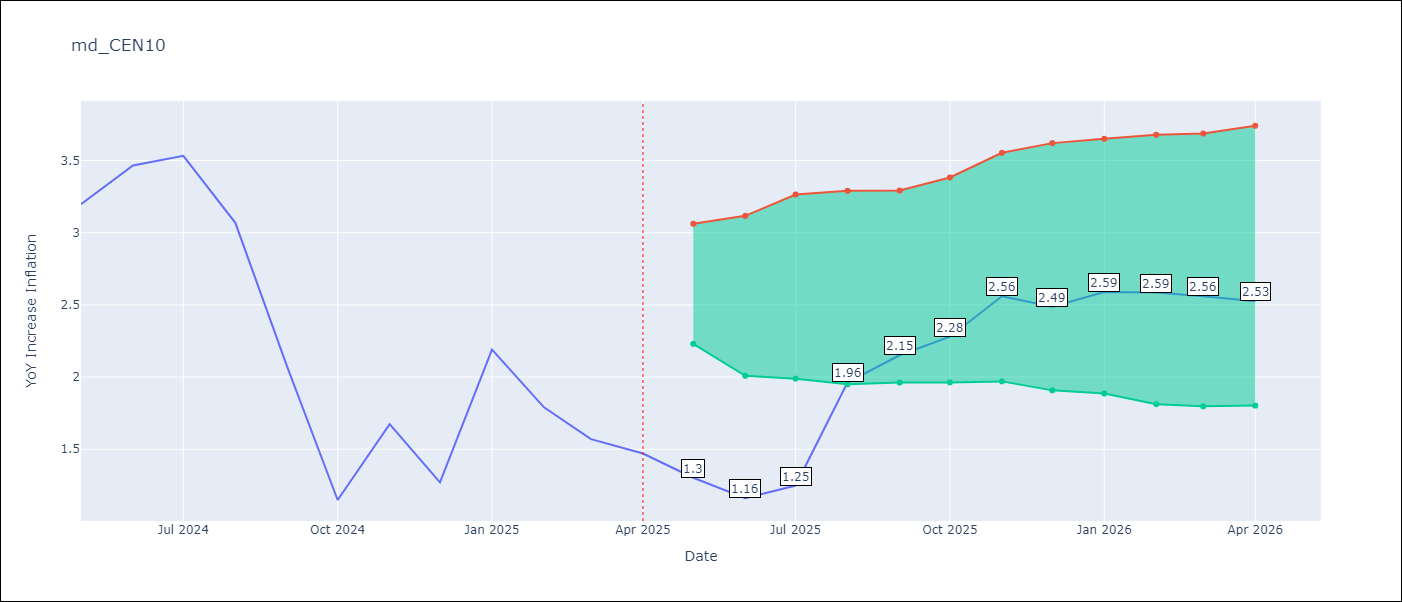 md_CEN10
YoY Increase Inflation
3.5
3
2.5
2
1.5
1.3
1.16
1.25
1.96
2.15
2.28
2.56
2.49
2.59
2.59
2.56
2.53
Jul 2024
Oct 2024
Jan 2025
Apr 2025
Jul 2025
Oct 2025
Jan 2026
Apr 2026
Date